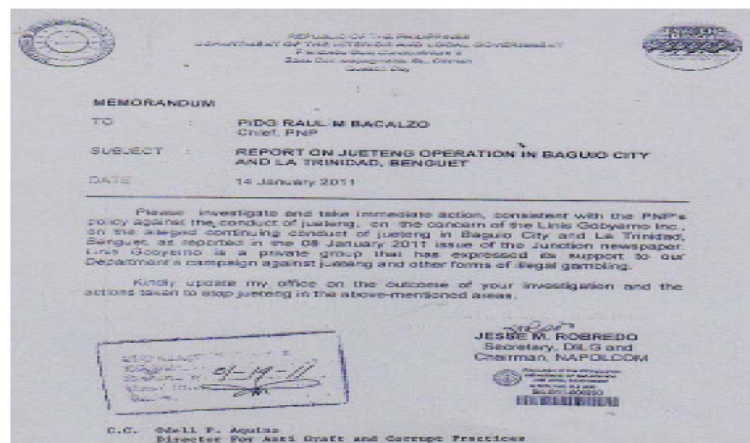 REPUBLIC OF THE PHILIPPINES
DEPARTMENT OF THE INTERIOR AND LOCAL GOVERNMENT
Quezon City
MEMORANDUM
TO : P/DG RAUL M BACALZO
Chief, PNP
SUBJECT : REPORT ON JUETENG OPERATION IN BAGUIO CITY
AND LA TRINIDAD, BENGUET
DATE : 14 January 2011
Please investigate and take immediate action, consistent with the PNP's
policy against the conduct of jueteng, on the concern of the Linis Gobyerno Inc.,
on the alleged continuing conduct of jueteng in Baguio City and La Trinidad,
Benguet, as reported in the 08 January 2011 issue of the Junction newspaper.
Linis Gobyerno is a private group that has expressed its support to our
Department's campaign against jueteng and other forms of illegal gambling.
Kindly update my office on the outcome of your investigation and the
actions taken to stop jueteng in the above-mentioned areas.
JESSE M. ROBREDO
Secretary, DILG and
Chairman, NAPOLCOM
01-19-11
C.C. Odell P. Aquino
Director For Anti Graft and Corrupt Practices